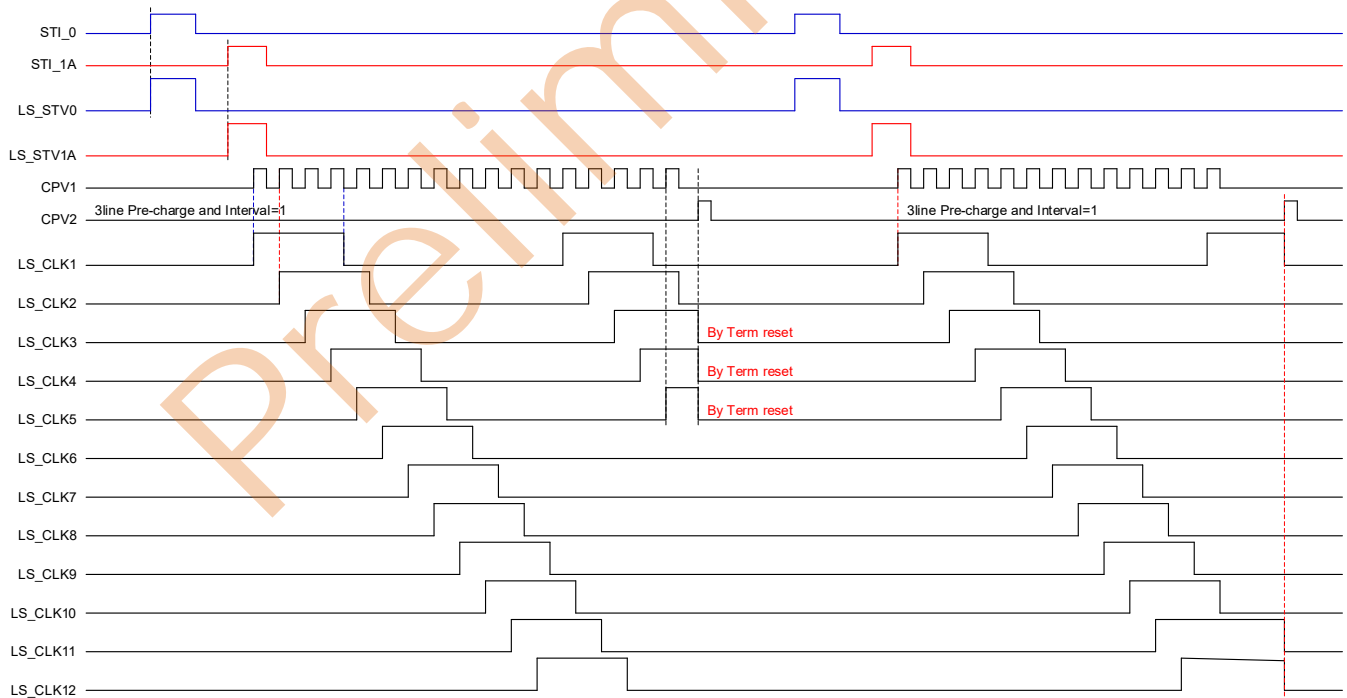 STI_0
STI_1A
LS_STV0
LS_STV1A
CPV1
CPV2
3line Pre-charge and Interval=1
3line Pre-charge and Interval=1
LS_CLK1
LS_CLK2
LS_CLK3
By Term reset
LS_CLK4
By Term reset
LS_CLK5
By Term reset
LS_CLK6
LS_CLK7
LS_CLK8
LS_CLK9
LS_CLK10
LS_CLK11
LS_CLK12
Prelim